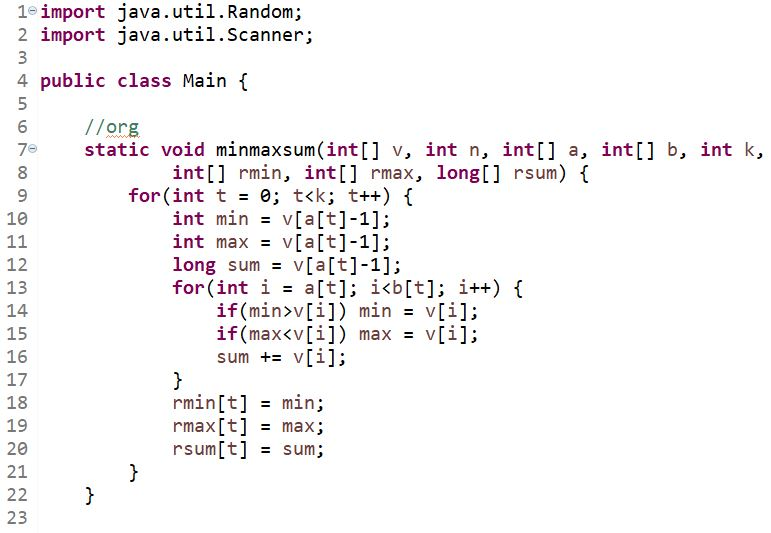 1 import java.util.Random;
2 import java.util.Scanner;
3
4 public class Main {
5
6     //org
7     static void minmaxsum(int[] v, int n, int[] a, int[] b, int k,
8             int[] rmin, int[] rmax, long[] rsum) {
9         for(int t = 0; t<k; t++) {
10             int min = v[a[t]-1];
11             int max = v[a[t]-1];
12             long sum = v[a[t]-1];
13             for(int i = a[t]; i<b[t]; i++) {
14                 if(min>v[i]) min = v[i];
15                 if(max<v[i]) max = v[i];
16                 sum += v[i];
17             }
18             rmin[t] = min;
19             rmax[t] = max;
20             rsum[t] = sum;
21         }
22     }
23